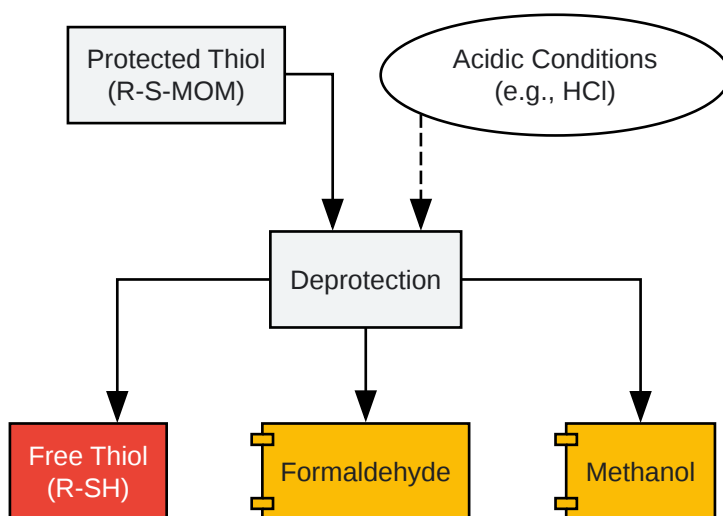 Protected Thiol
(R-S-MOM)
Acidic Conditions
(e.g., HCl)
Deprotection
Free Thiol
(R-SH)
Formaldehyde
Methanol